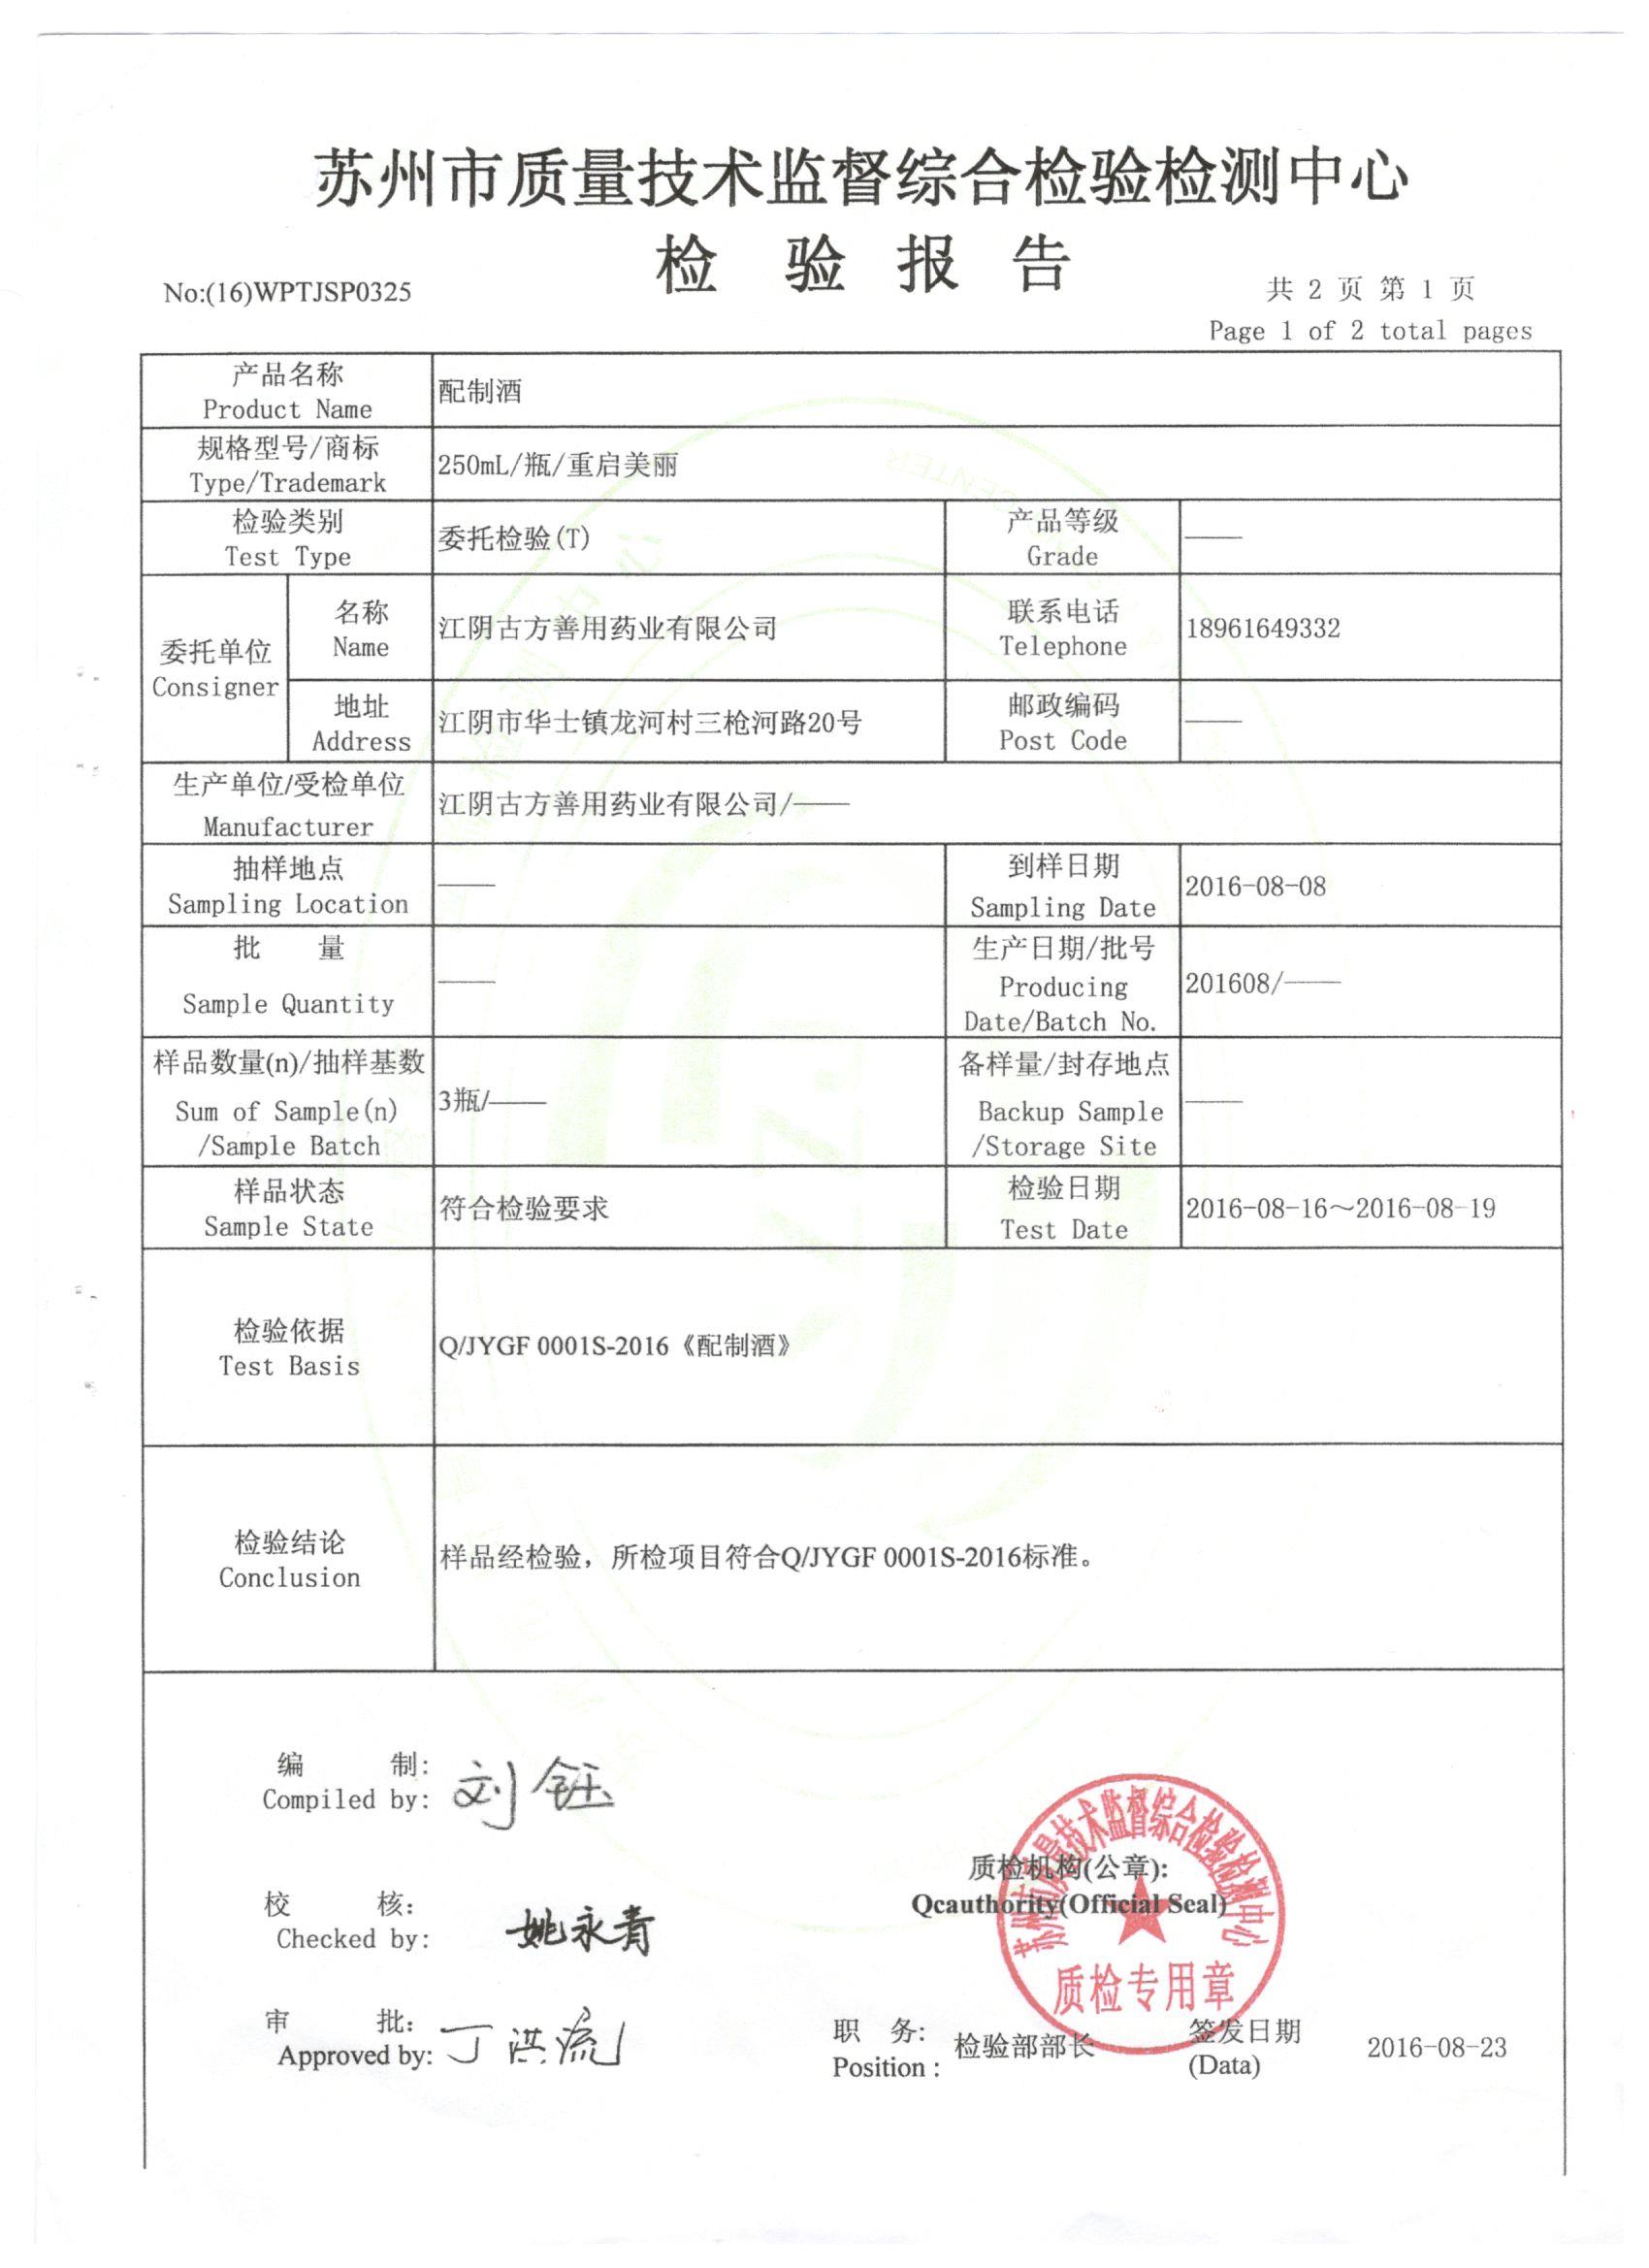 苏州市质量技术监督综合检验检测中心
检 验 报 告
No:(16)WPTJSP0325
共 2 页 第 1 页
Page 1 of 2 total pages
产品名称
Product Name
配制酒
规格型号/商标
Type/Trademark
250mL/瓶/重启美丽
检验类别
Test Type
委托检验(T)
产品等级
Grade
——
委托单位
Consigner
名称
Name
江阴古方善用药业有限公司
联系电话
Telephone
18961649332
地址
Address
江阴市华士镇龙河村三枪河路20号
邮政编码
Post Code
——
生产单位/受检单位
Manufacturer
江阴古方善用药业有限公司/——
抽样地点
Sampling Location
——
到样日期
Sampling Date
2016-08-08
批 量
Sample Quantity
——
生产日期/批号
Producing
Date/Batch No.
201608/——
样品数量(n)/抽样基数
Sum of Sample(n)
/Sample Batch
3瓶/——
备样量/封存地点
Backup Sample
/Storage Site
——
样品状态
Sample State
符合检验要求
检验日期
Test Date
2016-08-16～2016-08-19
检验依据
Test Basis
Q/JYGF 0001S-2016《配制酒》
检验结论
Conclusion
样品经检验，所检项目符合Q/JYGF 0001S-2016标准。
编 制:
Compiled by:
刘钰
校 核:
Checked by:
姚永青
审 批:
Approved by:
丁洪流
质检机构(公章):
Qcauthority(Official Seal)
苏州市质量技术监督综合检验检测中心
质检专用章
职 务:
Position :
检验部部长
签发日期
(Data)
2016-08-23